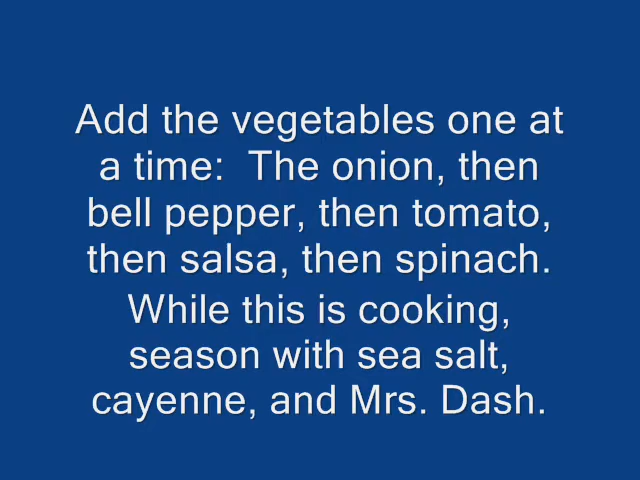 Add the vegetables one at
a time:  The onion, then
bell pepper, then tomato,
then salsa, then spinach.
While this is cooking,
season with sea salt,
cayenne, and Mrs. Dash.